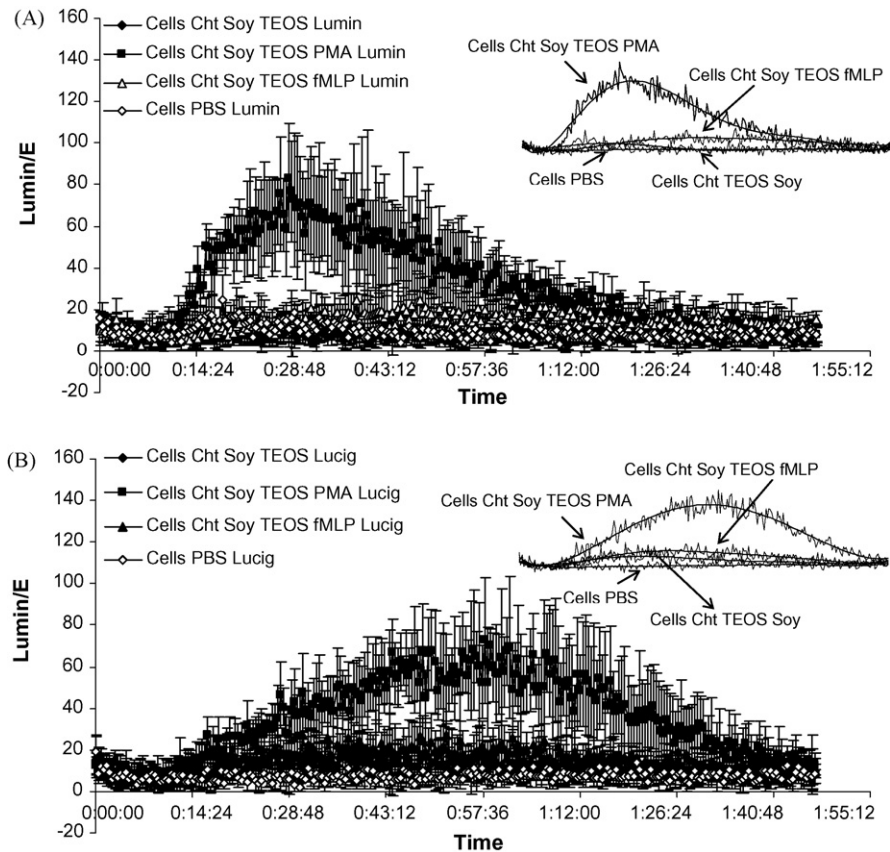 (A)
160
140
120
100
80
60
40
20
0
-20
Lumin/E
Cells Cht Soy TEOS Lumin
Cells Cht Soy TEOS PMA Lumin
Cells Cht Soy TEOS fMLP Lumin
Cells PBS Lumin
Cells Cht Soy TEOS PMA
Cells Cht Soy TEOS fMLP
Cells PBS
Cells Cht TEOS Soy
0:00:00 0:14:24 0:28:48 0:43:12 0:57:36 1:12:00 1:26:24 1:40:48 1:55:12
Time
(B)
160
140
120
100
80
60
40
20
0
-20
Lumin/E
Cells Cht Soy TEOS Lucig
Cells Cht Soy TEOS PMA Lucig
Cells Cht Soy TEOS fMLP Lucig
Cells PBS Lucig
Cells Cht Soy TEOS fMLP
Cells Cht Soy TEOS PMA
Cells PBS
Cells Cht TEOS Soy
0:00:00 0:14:24 0:28:48 0:43:12 0:57:36 1:12:00 1:26:24 1:40:48 1:55:12
Time